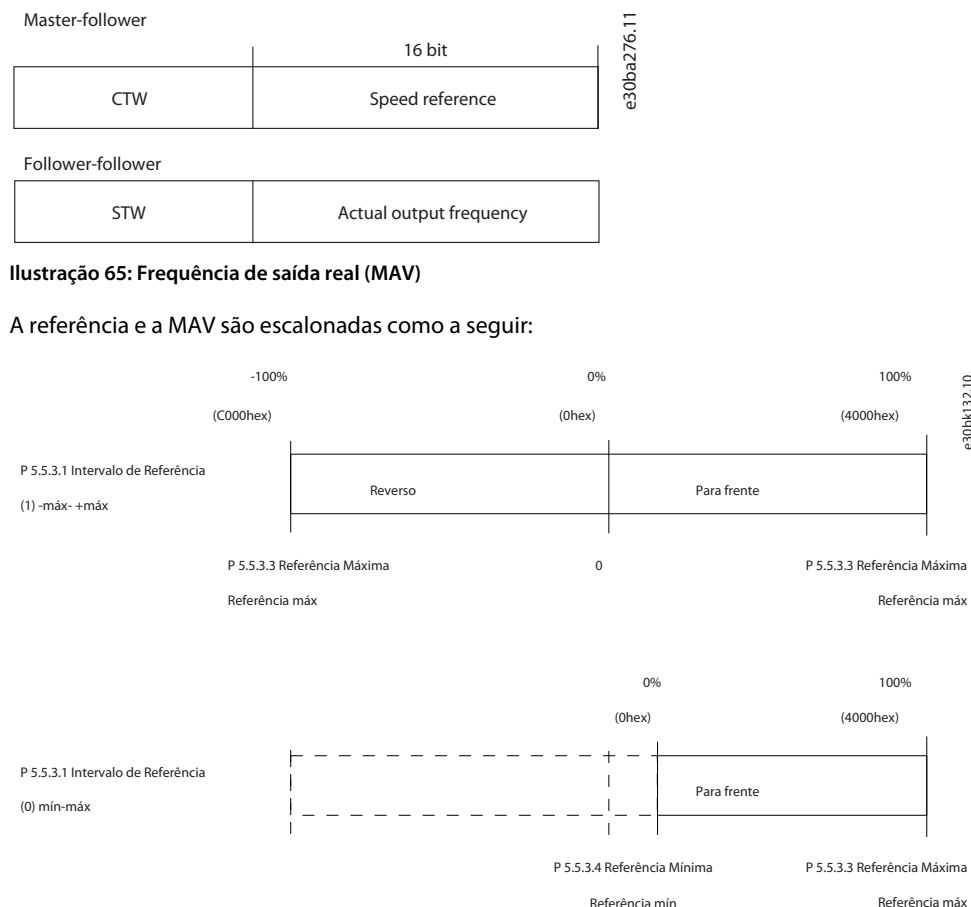 Master-follower
16 bit
CTW
Speed reference
e30ba276.11
Follower-follower
STW
Actual output frequency
Ilustração 65: Frequência de saída real (MAV)
A referência e a MAV são escalonadas como a seguir:
-100%
0%
100%
(C000hex)
(0hex)
(4000hex)
e30bk132.10
P 5.5.3.1 Intervalo de Referência
(1) -máx- +máx
Reverso
Para frente
P 5.5.3.3 Referência Máxima
0
P 5.5.3.3 Referência Máxima
Referência máx
Referência máx
0%
100%
(0hex)
(4000hex)
P 5.5.3.1 Intervalo de Referência
(0) mín-máx
Para frente
P 5.5.3.4 Referência Mínima
P 5.5.3.3 Referência Máxima
Referência mín
Referência máx